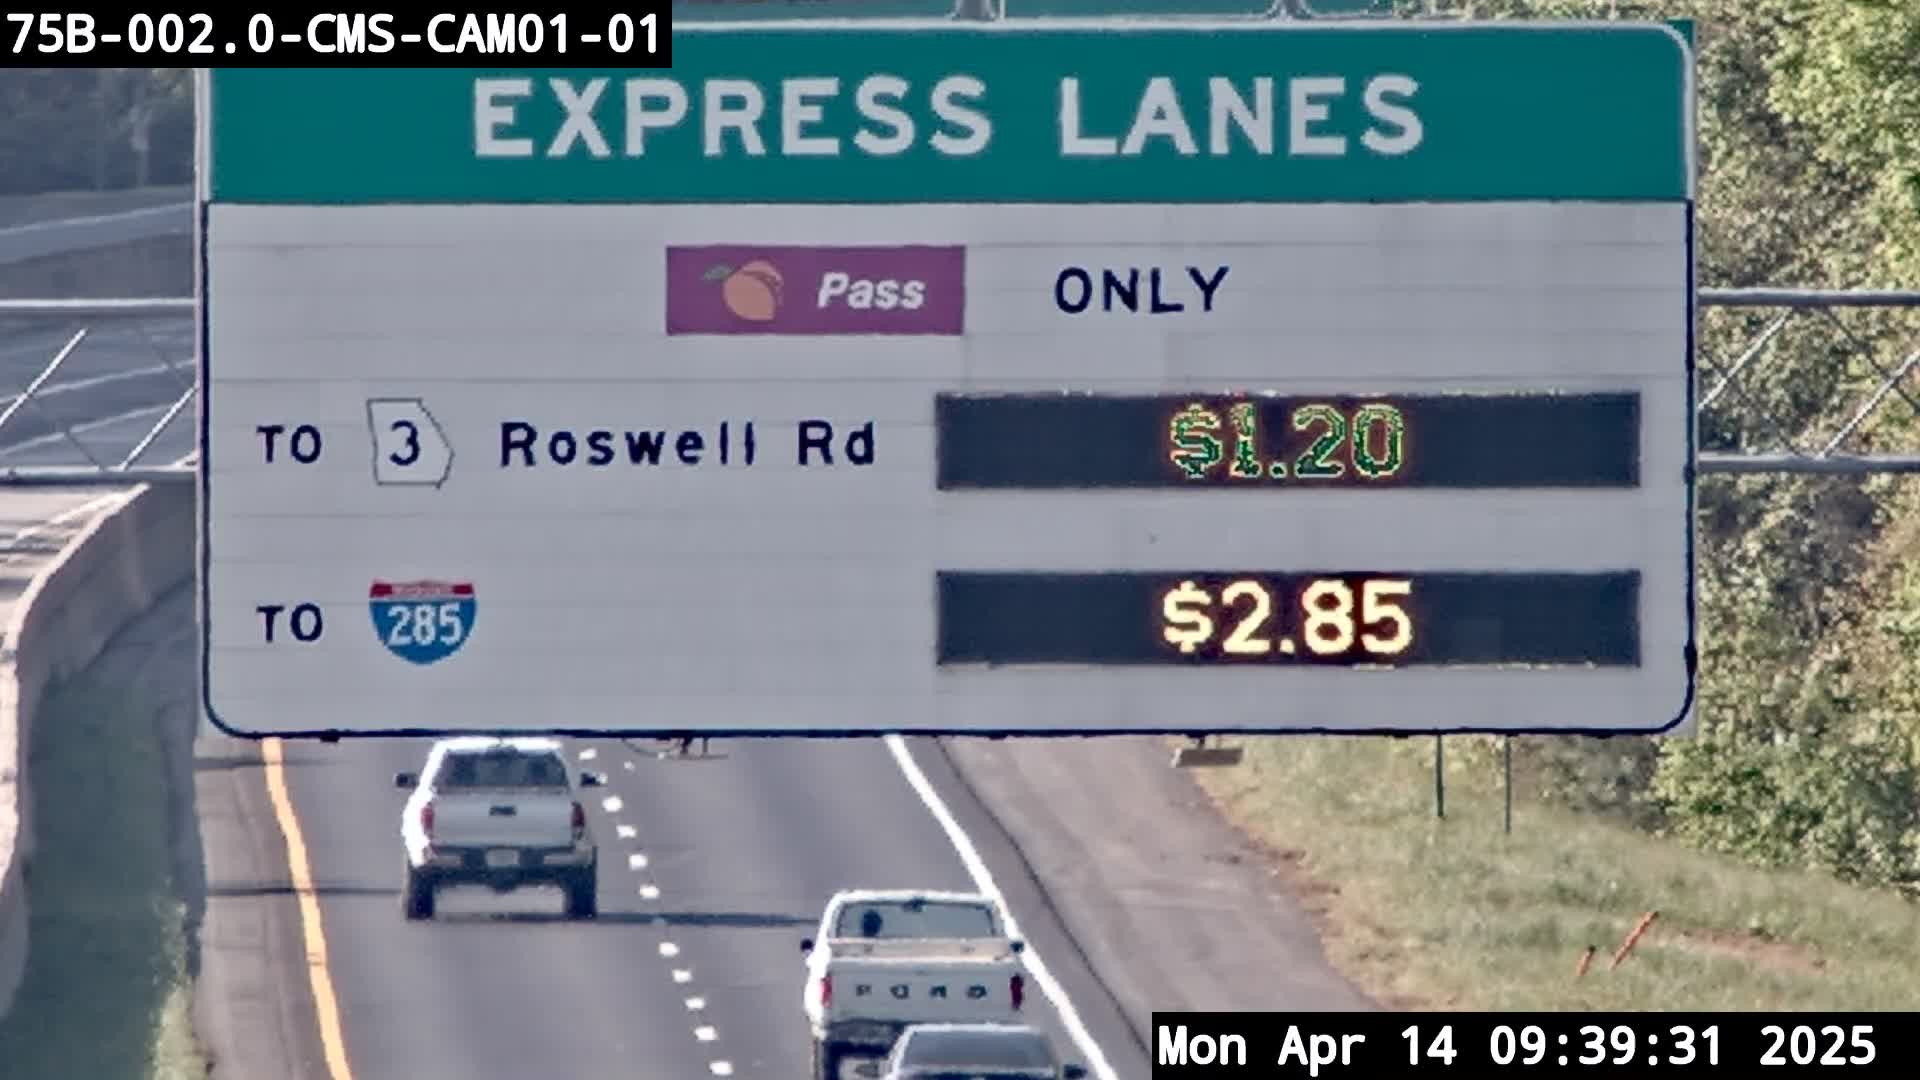 75B-002.0-CMS-CAM01-01
EXPRESS LANES
Pass ONLY
TO 3 Roswell Rd $1.20
TO 285 $2.85
FORD
Mon Apr 14 09:39:31 2025